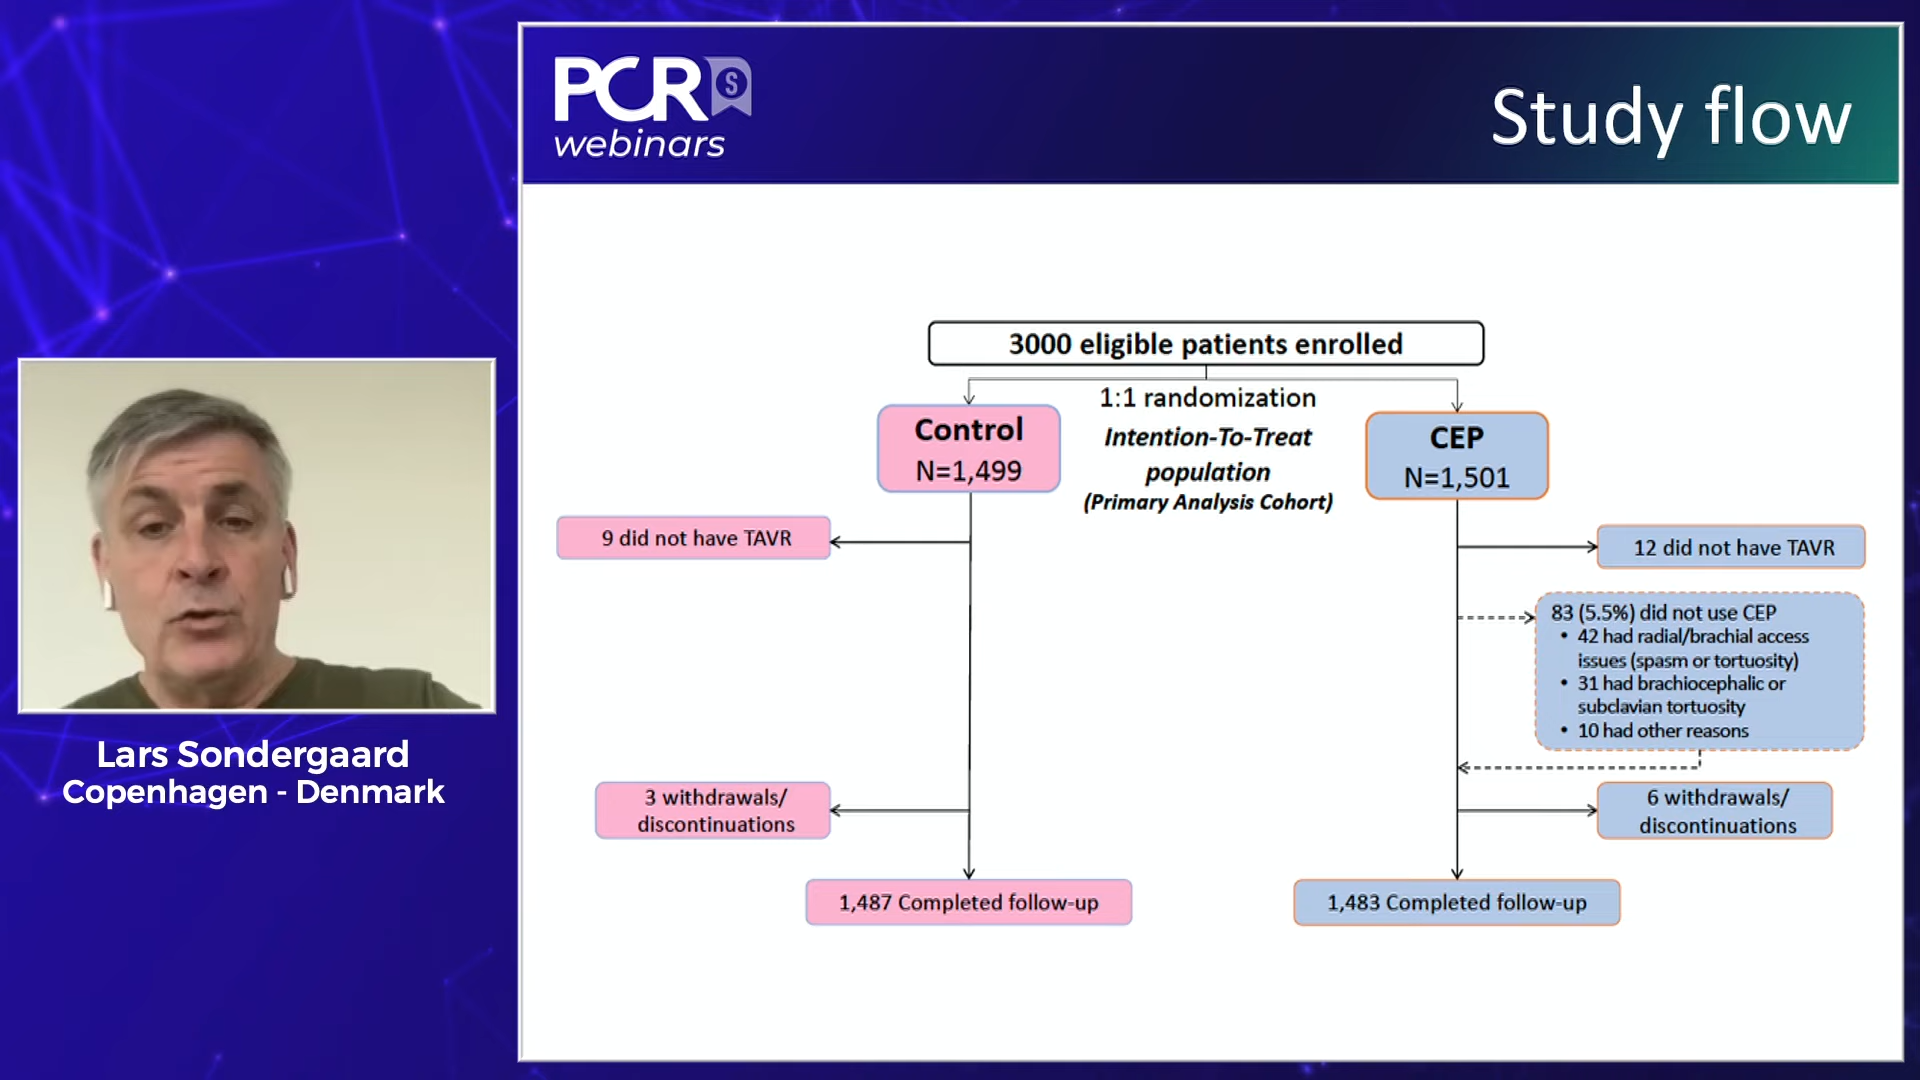 PCR S
webinars
Study flow
3000 eligible patients enrolled
1:1 randomization
Intention-To-Treat
population
(Primary Analysis Cohort)
Control
N=1,499
CEP
N=1,501
9 did not have TAVR
12 did not have TAVR
83 (5.5%) did not use CEP
• 42 had radial/brachial access
issues (spasm or tortuosity)
• 31 had brachiocephalic or
subclavian tortuosity
• 10 had other reasons
3 withdrawals/
discontinuations
6 withdrawals/
discontinuations
1,487 Completed follow-up
1,483 Completed follow-up
Lars Sondergaard
Copenhagen - Denmark